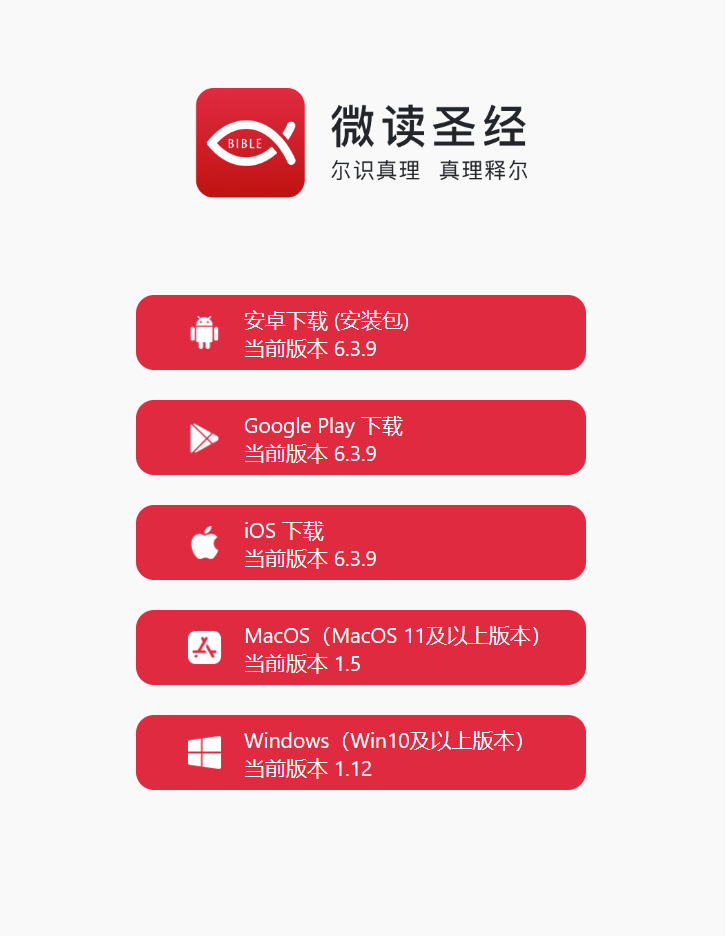 BIBLE
微读圣经
尔识真理 真理释尔
安卓下载 (安装包)
当前版本 6.3.9
Google Play 下载
当前版本 6.3.9
iOS 下载
当前版本 6.3.9
MacOS（MacOS 11及以上版本）
当前版本 1.5
Windows（Win10及以上版本）
当前版本 1.12